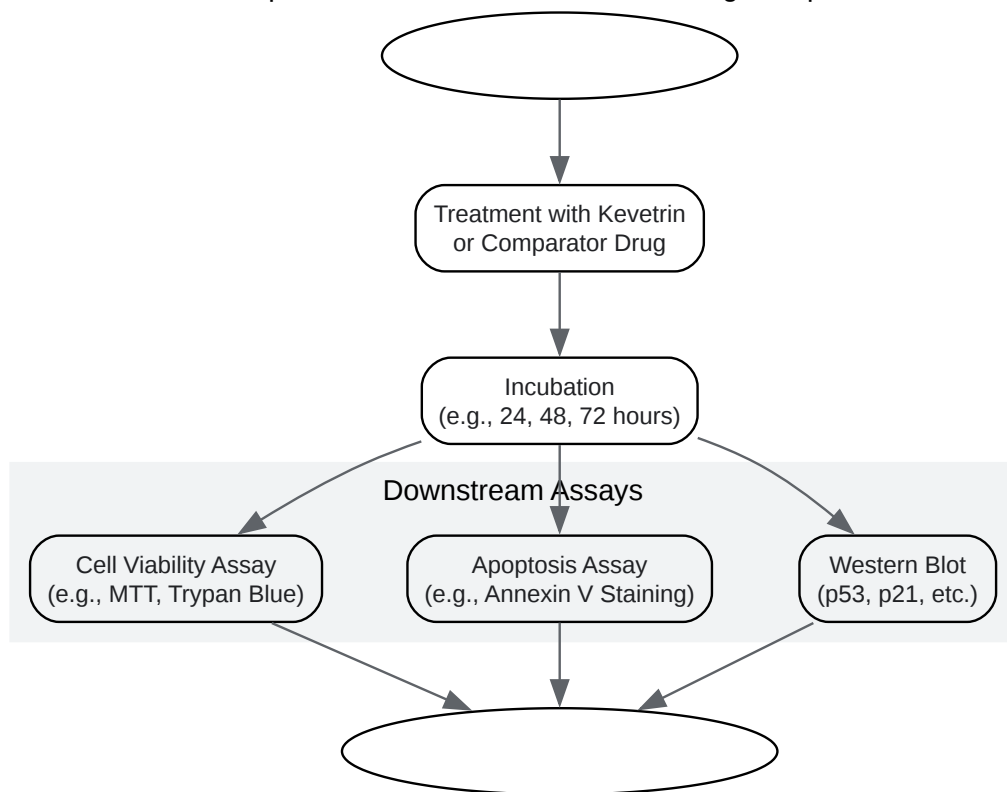 Treatment with Kevetrin
or Comparator Drug
Incubation
(e.g., 24, 48, 72 hours)
Downstream Assays
Cell Viability Assay
(e.g., MTT, Trypan Blue)
Apoptosis Assay
(e.g., Annexin V Staining)
Western Blot
(p53, p21, etc.)